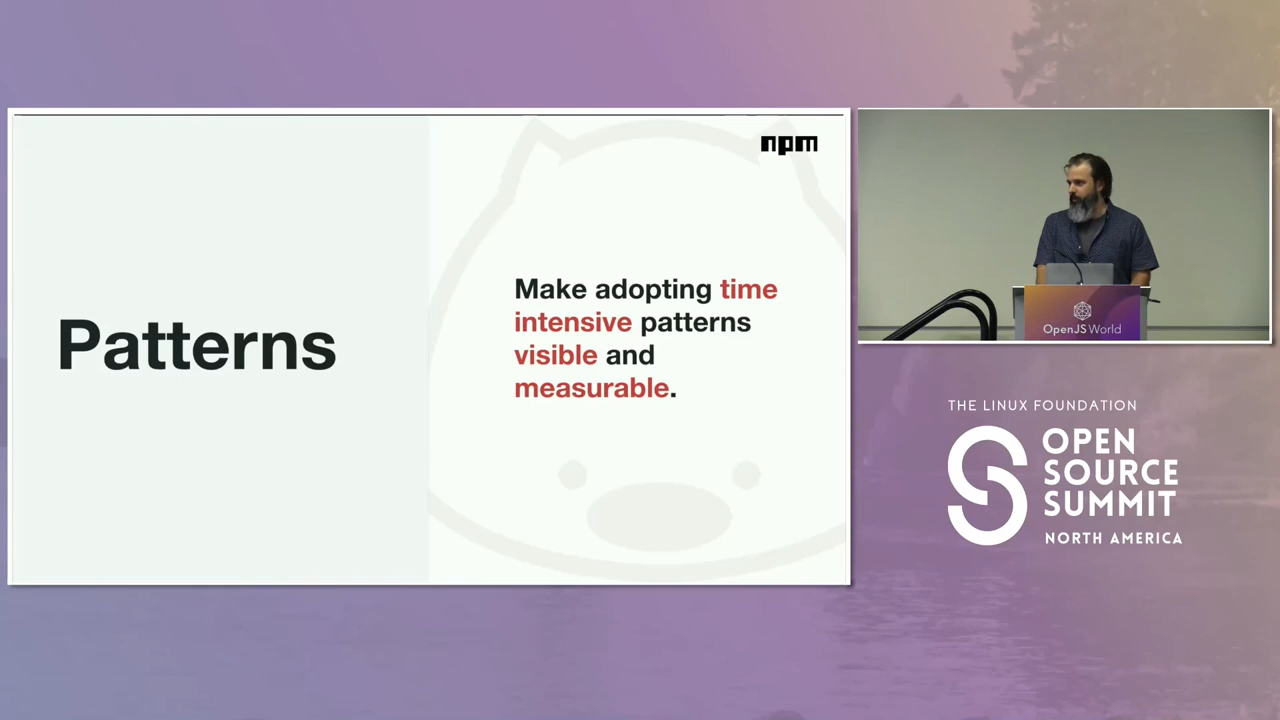 npm
Patterns
Make adopting time
intensive patterns
visible and
measurable.
OpenJS World
THE LINUX FOUNDATION
OPEN
SOURCE
SUMMIT
NORTH AMERICA